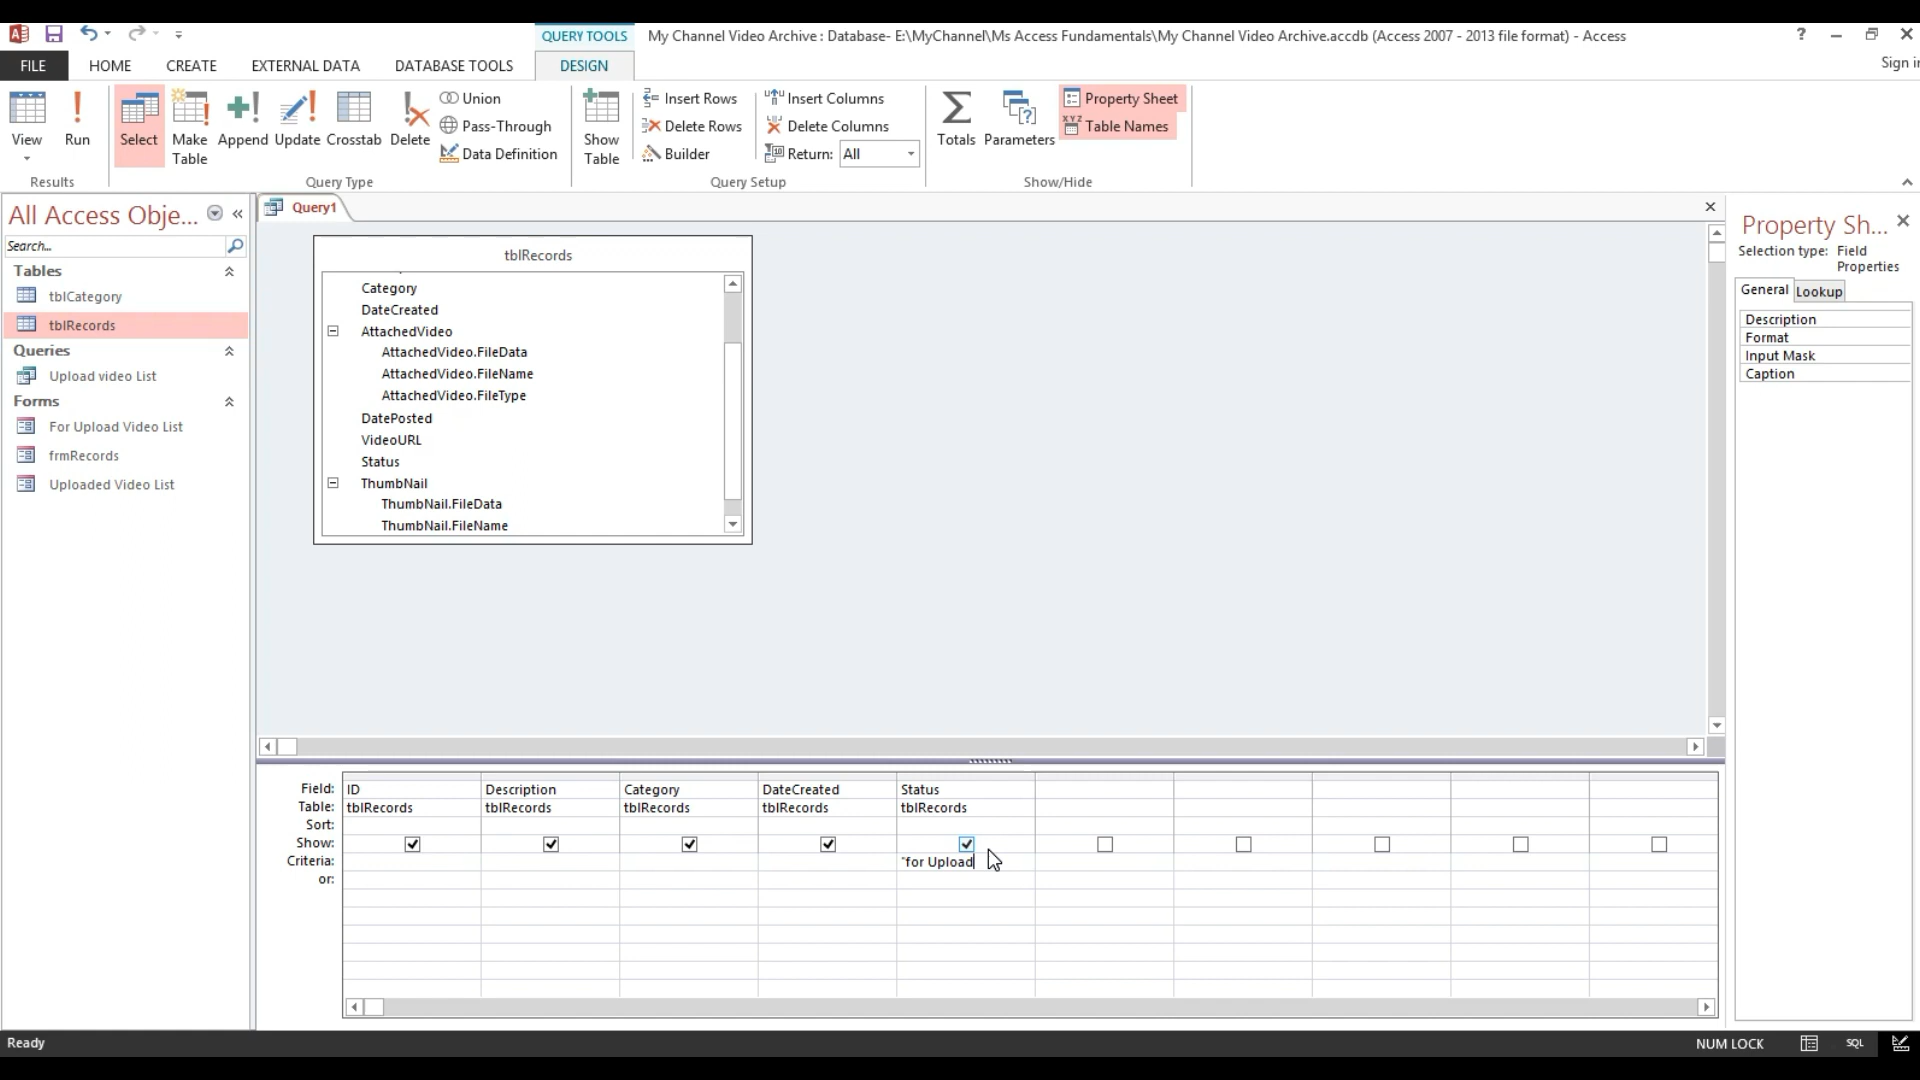 QUERY TOOLS
My Channel Video Archive : Database- E:\MyChannel\Ms Access Fundamentals\My Channel Video Archive.accdb (Access 2007 - 2013 file format) - Access
?
FILE HOME CREATE EXTERNAL DATA DATABASE TOOLS DESIGN
Sign in
View
Run
Select
Make Table
Append
Update
Crosstab
Delete
Union
Pass-Through
Data Definition
Show Table
Insert Rows
Delete Rows
Builder
Insert Columns
Delete Columns
Return: All
Totals
Parameters
Property Sheet
XYZ Table Names
Results
Query Type
Query Setup
Show/Hide
All Access Obje...
Search...
Tables
tblCategory
tblRecords
Queries
Upload video List
Forms
For Upload Video List
frmRecords
Uploaded Video List
Query1
tblRecords
Category
DateCreated
AttachedVideo
AttachedVideo.FileData
AttachedVideo.FileName
AttachedVideo.FileType
DatePosted
VideoURL
Status
ThumbNail
ThumbNail.FileData
ThumbNail.FileName
Property Sh...
Selection type: Field Properties
General Lookup
Description
Format
Input Mask
Caption
Field: ID Description Category DateCreated Status
Table: tblRecords tblRecords tblRecords tblRecords tblRecords
Sort:
Show:
Criteria: "for Upload
or:
Ready
NUM LOCK
SQL